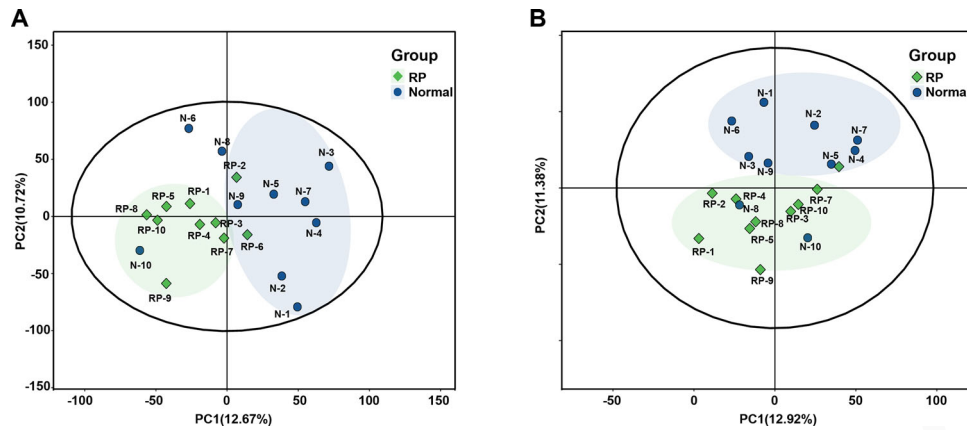 A
150
100
50
0
-50
-100
-150
PC2(10.72%)
Group
RP
Normal
N-6
N-8
N-3
RP-2
N-5
N-7
RP-1
RP-5
N-9
RP-8
RP-10
RP-4
RP-3
N-4
RP-7
RP-6
N-10
RP-9
N-2
N-1
-100
-50
0
50
100
150
PC1(12.67%)
B
PC2(11.38%)
Group
RP
Normal
N-1
N-2
N-6
N-7
N-5
N-4
N-3
N-9
RP-4
RP-2
RP-7
RP-10
N-8
RP-3
RP-8
RP-5
N-10
RP-1
RP-9
-100
-50
0
50
100
PC1(12.92%)